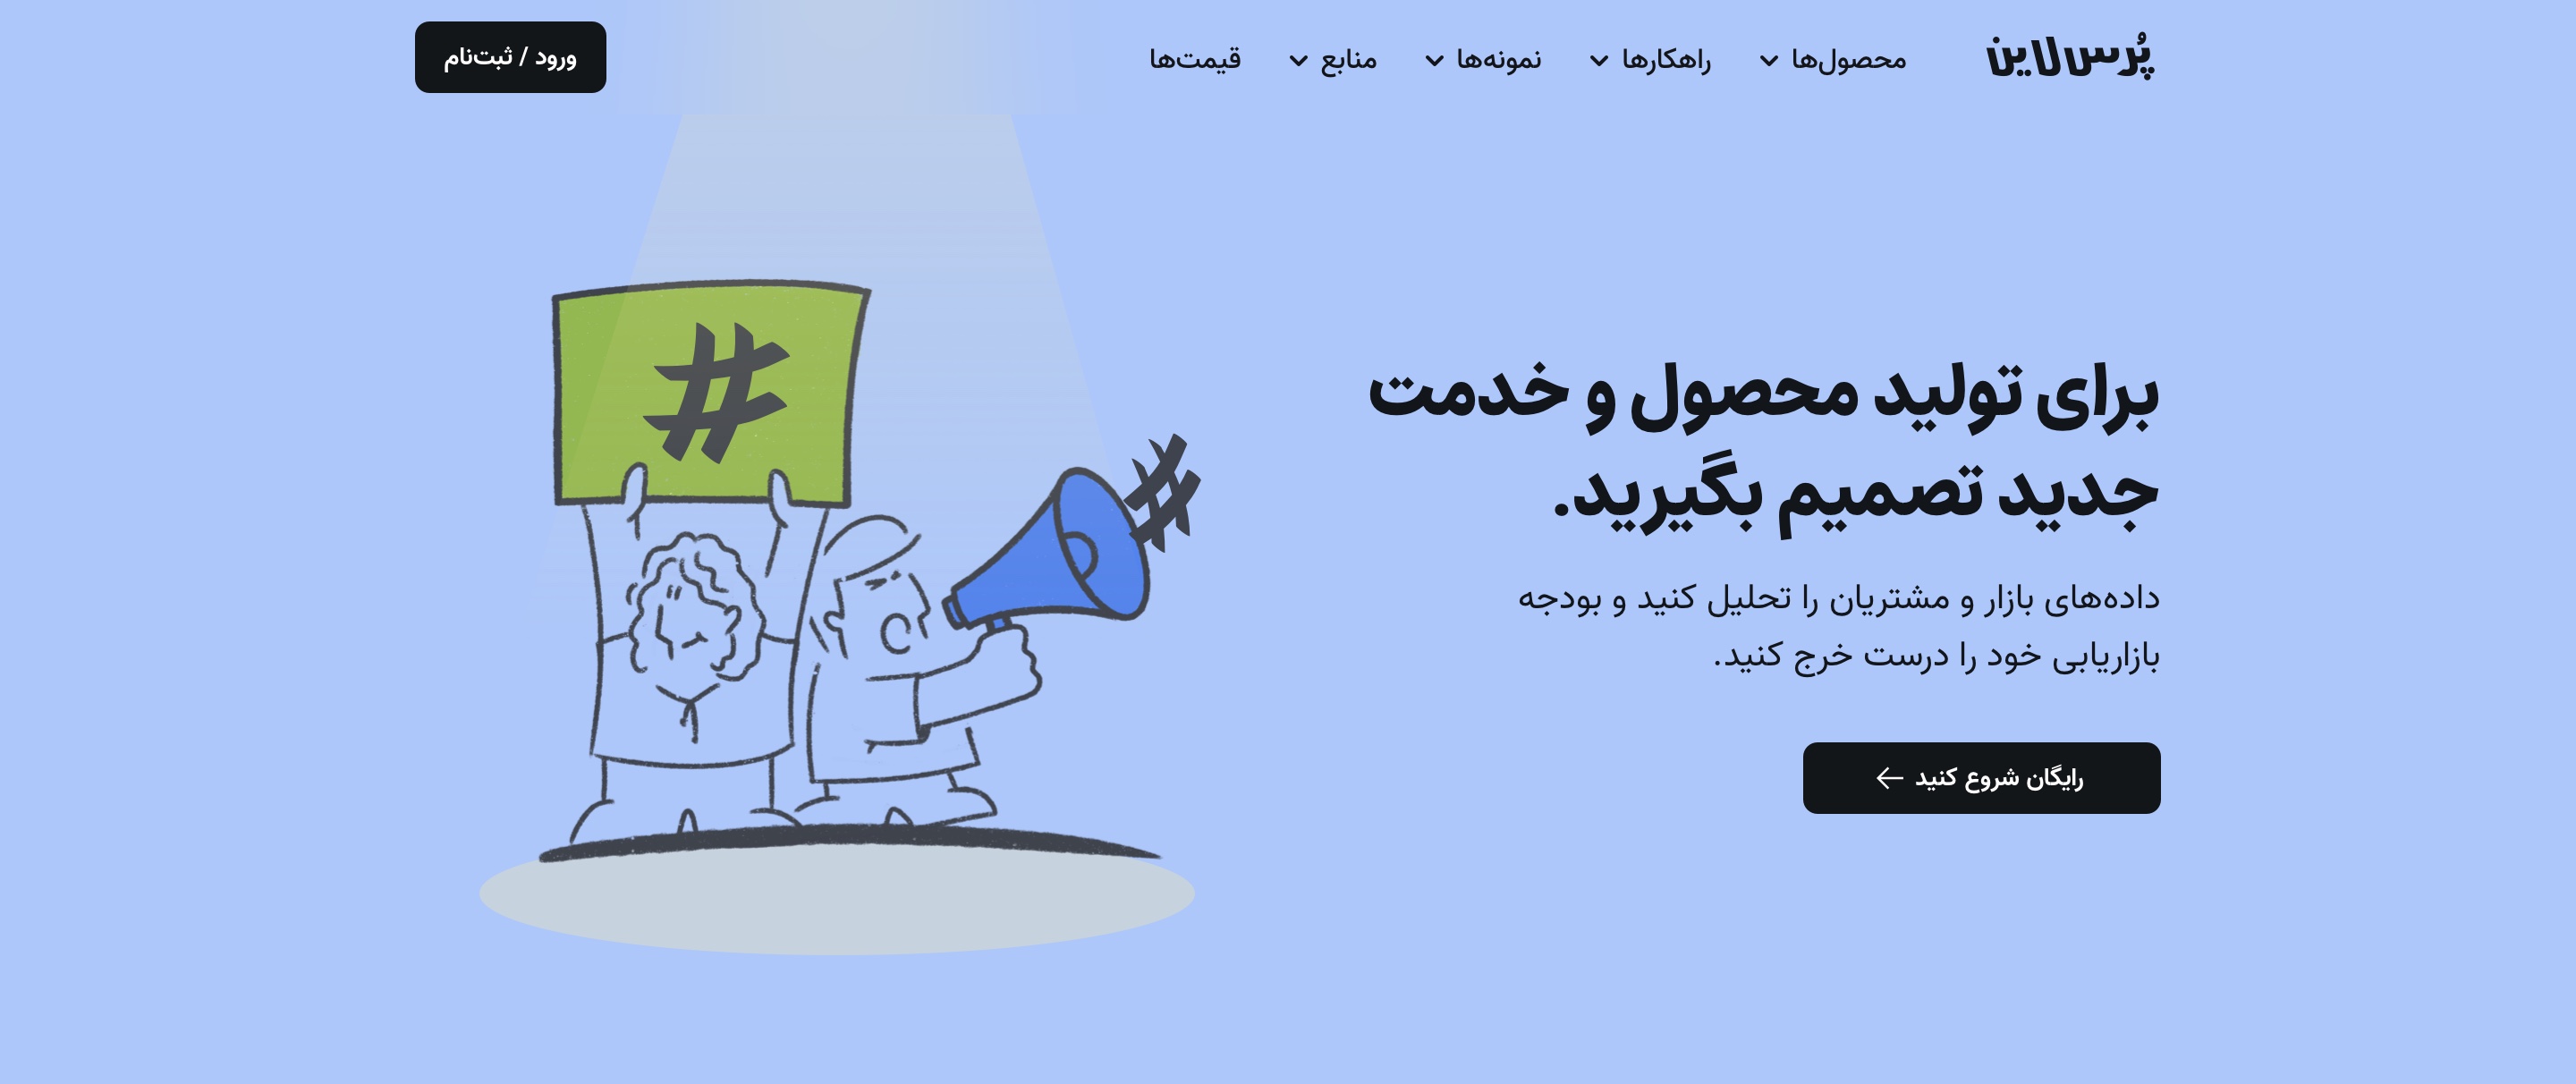 پُرس‌لاین
محصول‌ها
راهکارها
نمونه‌ها
منابع
قیمت‌ها
ورود / ثبت‌نام
برای تولید محصول و خدمت
جدید تصمیم بگیرید.
داده‌های بازار و مشتریان را تحلیل کنید و بودجه
بازاریابی خود را درست خرج کنید.
رایگان شروع کنید ←
#
#